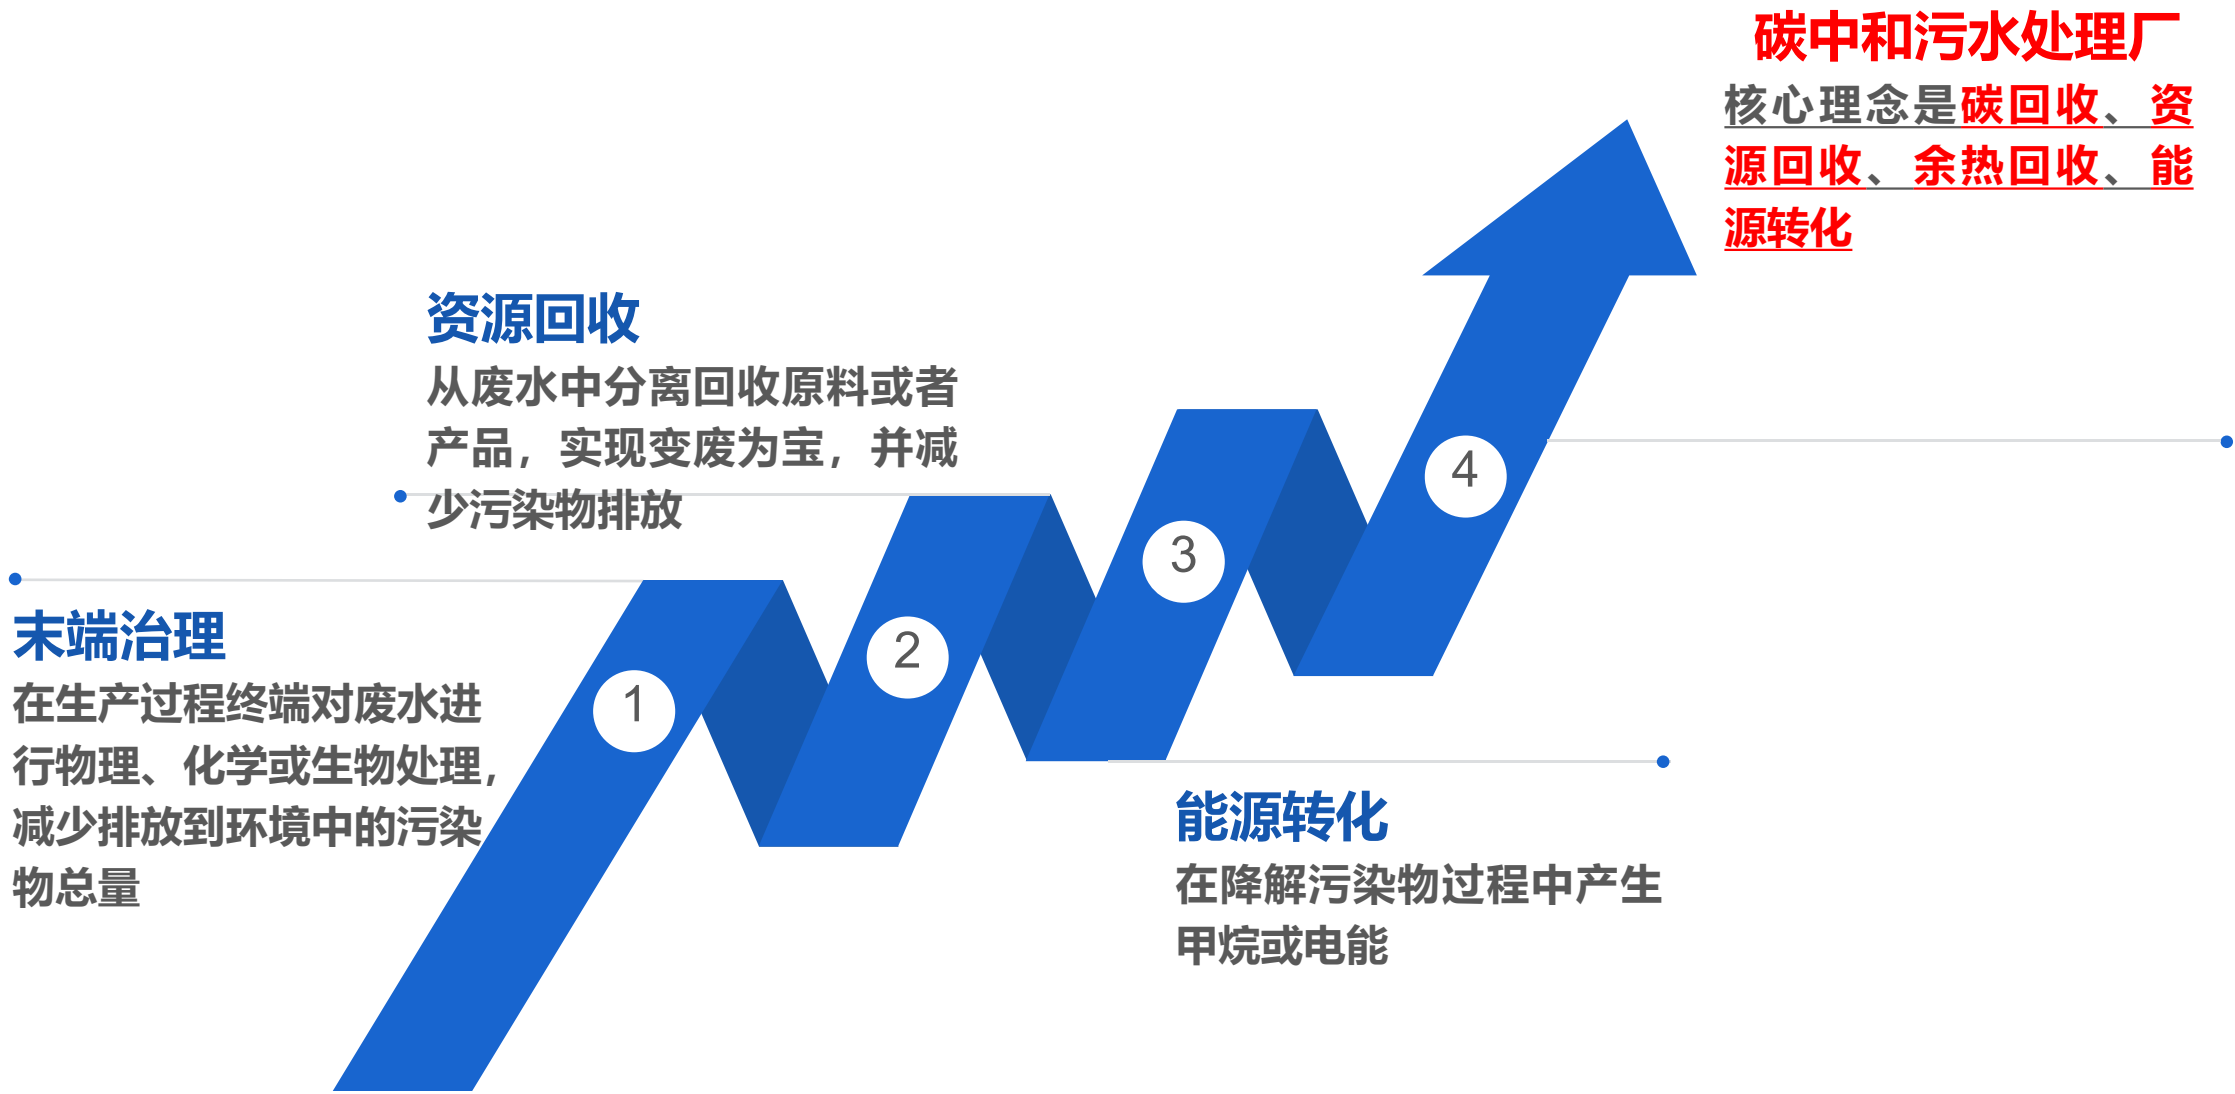 碳中和污水处理厂
核心理念是碳回收、资
源回收、余热回收、能
源转化
资源回收
从废水中分离回收原料或者
产品，实现变废为宝，并减
少污染物排放
末端治理
在生产过程终端对废水进
行物理、化学或生物处理，
减少排放到环境中的污染
物总量
1
2
3
4
能源转化
在降解污染物过程中产生
甲烷或电能